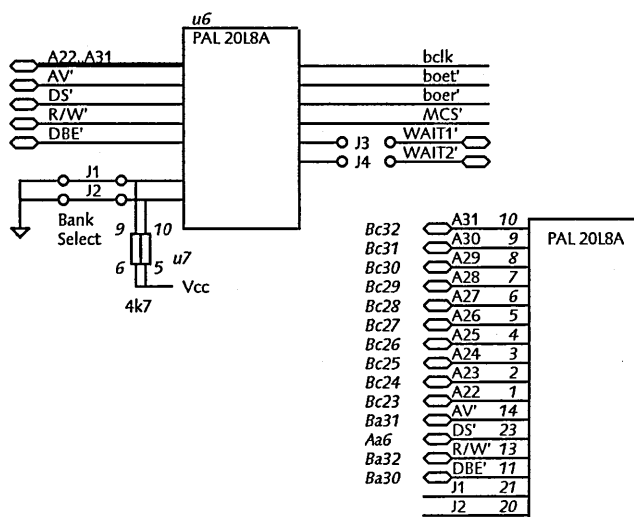 u6
PAL 20L8A
A22..A31
AV'
DS'
R/W'
DBE'
bclk
boet'
boer'
MCS'
J3 WAIT1'
J4 WAIT2'
J1
J2
Bank
Select
9 10
u7
6 5
Vcc
4k7
PAL 20L8A
Bc32 A31 10
Bc31 A30 9
Bc30 A29 8
Bc29 A28 7
Bc28 A27 6
Bc27 A26 5
Bc26 A25 4
Bc25 A24 3
Bc24 A23 2
Bc23 A22 1
Ba31 AV' 14
Aa6 DS' 23
Ba32 R/W' 13
Ba30 DBE' 11
J1 21
J2 20